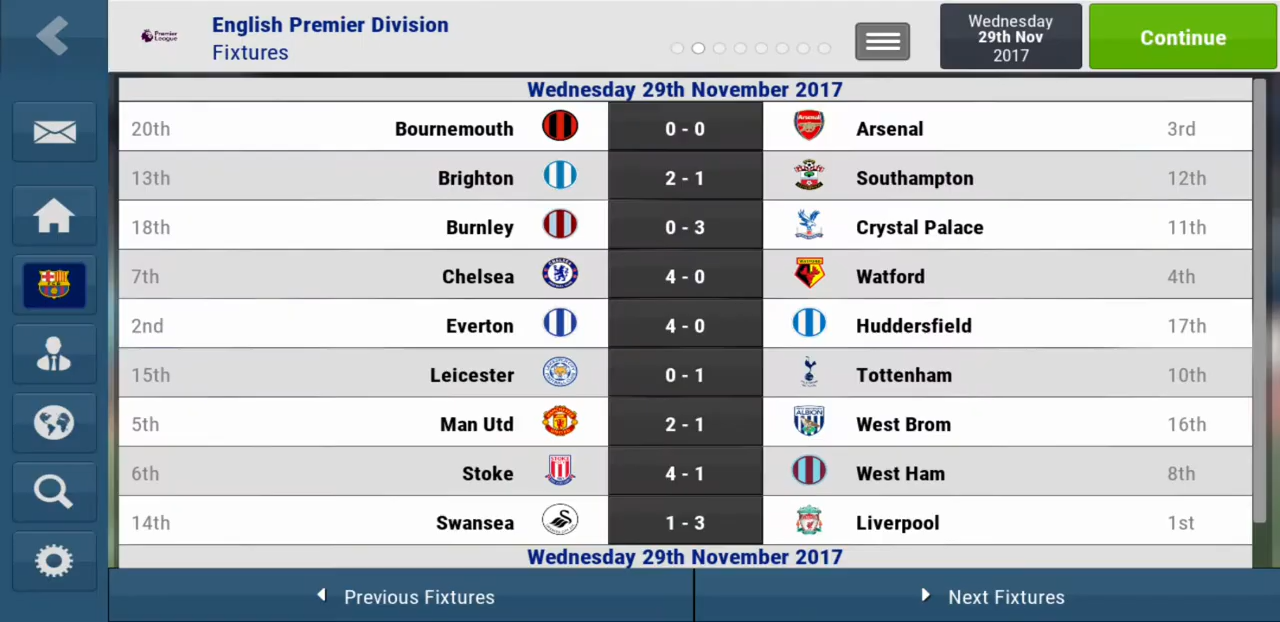 English Premier Division
Fixtures
Premier League
Wednesday
29th Nov
2017
Continue
Wednesday 29th November 2017
20th Bournemouth 0 - 0 Arsenal 3rd
13th Brighton 2 - 1 Southampton 12th
18th Burnley 0 - 3 Crystal Palace 11th
7th Chelsea 4 - 0 Watford 4th
2nd Everton 4 - 0 Huddersfield 17th
15th Leicester 0 - 1 Tottenham 10th
5th Man Utd 2 - 1 West Brom 16th
6th Stoke 4 - 1 West Ham 8th
14th Swansea 1 - 3 Liverpool 1st
Wednesday 29th November 2017
Previous Fixtures
Next Fixtures